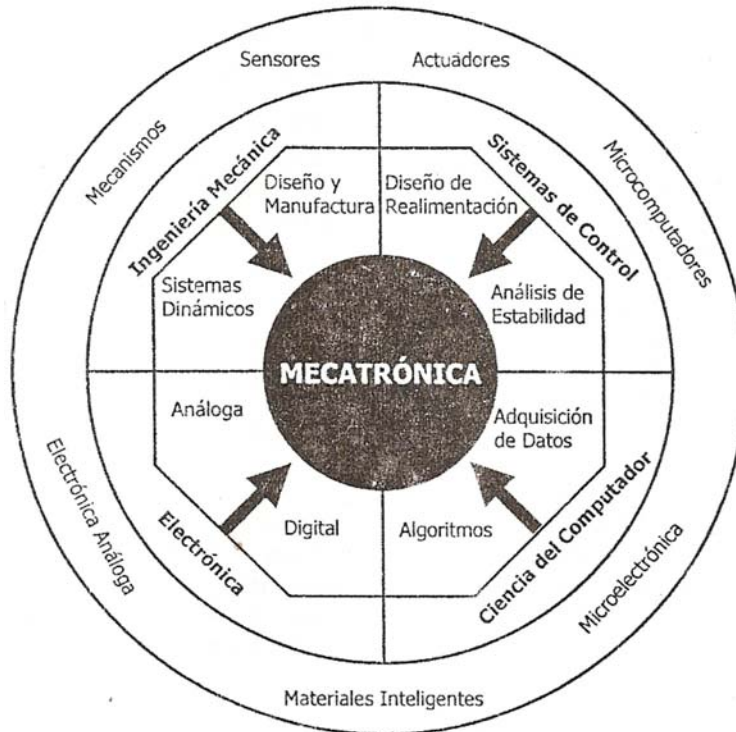 Sensores
Actuadores
Mecanismos
Microcomputadores
Ingeniería Mecánica
Sistemas de Control
Diseño y
Manufactura
Diseño de
Realimentación
Sistemas
Dinámicos
Análisis de
Estabilidad
MECATRÓNICA
Análoga
Adquisición
de Datos
Digital
Algoritmos
Electrónica
Ciencia del Computador
Electrónica Análoga
Microelectrónica
Materiales Inteligentes